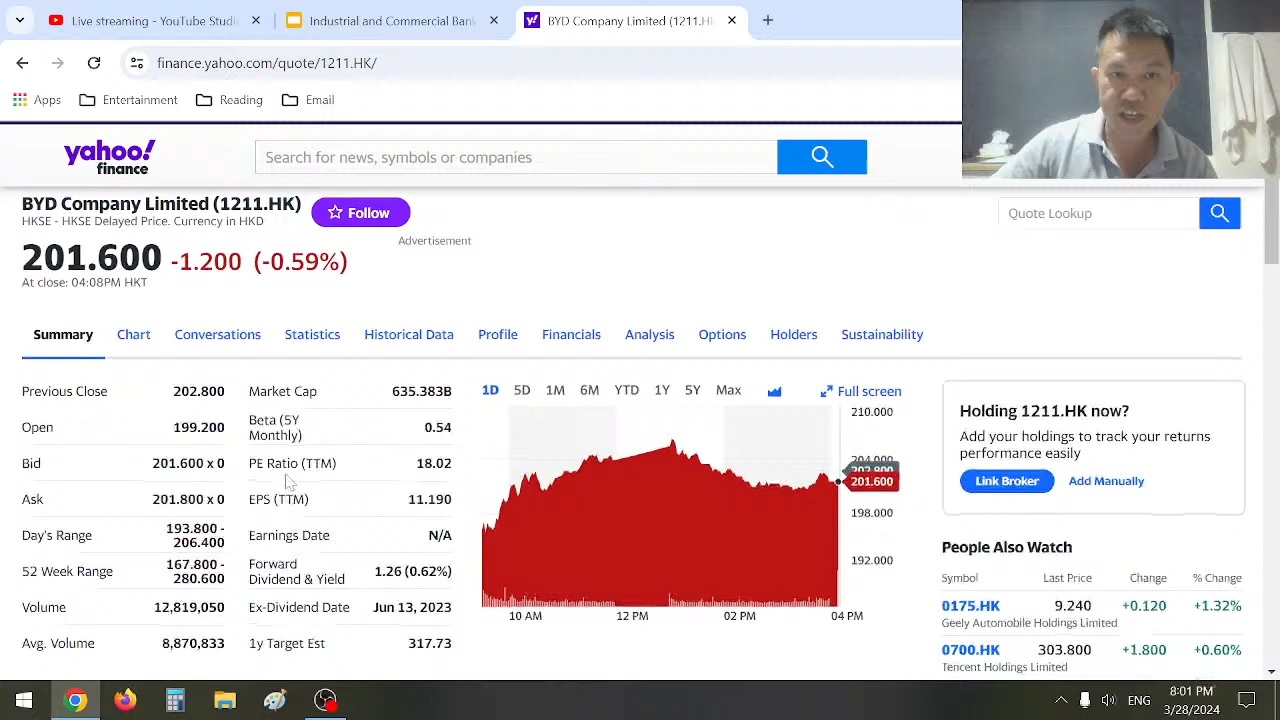 Live streaming - YouTube Studi
Industrial and Commercial Bank
BYD Company Limited (1211.HK
finance.yahoo.com/quote/1211.HK/
Apps
Entertainment
Reading
Email
yahoo!
finance
Search for news, symbols or companies
BYD Company Limited (1211.HK)
Follow
HKSE - HKSE Delayed Price. Currency in HKD
Quote Lookup
Advertisement
201.600 -1.200 (-0.59%)
At close: 04:08PM HKT
Summary Chart Conversations Statistics Historical Data Profile Financials Analysis Options Holders Sustainability
Previous Close 202.800
Open 199.200
Bid 201.600 x 0
Ask 201.800 x 0
Day's Range 193.800 -
206.400
52 Week Range 167.800 -
280.600
Volume 12,819,050
Avg. Volume 8,870,833
Market Cap 635.383B
Beta (5Y
Monthly) 0.54
PE Ratio (TTM) 18.02
EPS (TTM) 11.190
Earnings Date N/A
Forward
Dividend & Yield 1.26 (0.62%)
Ex-Dividend Date Jun 13, 2023
1y Target Est 317.73
1D 5D 1M 6M YTD 1Y 5Y Max
Full screen
210.000
204.000
202.800
201.600
198.000
192.000
10 AM 12 PM 02 PM 04 PM
Holding 1211.HK now?
Add your holdings to track your returns
performance easily
Link Broker Add Manually
People Also Watch
Symbol Last Price Change % Change
0175.HK 9.240 +0.120 +1.32%
Geely Automobile Holdings Limited
0700.HK 303.800 +1.800 +0.60%
Tencent Holdings Limited
ENG
8:01 PM
3/28/2024